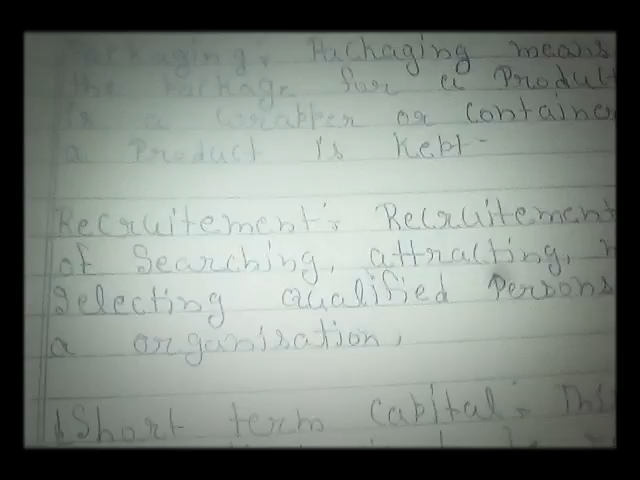 Packaging:- Packaging means
the package for a Product
is a wrapper or container
a Product is kept-
Recruitement:- Recruitement
of Searching, attracting,
Selecting qualified Persons
a organisation,
Short term capital:- This